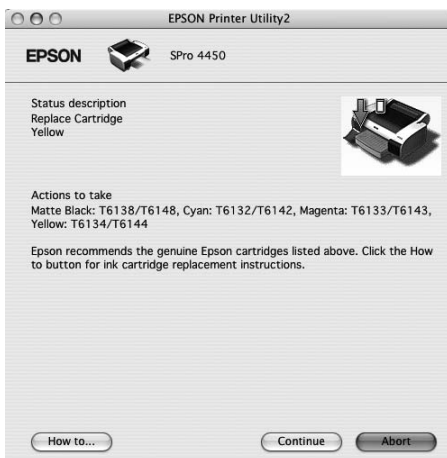 EPSON Printer Utility2
EPSON
SPro 4450
Status description
Replace Cartridge
Yellow
Actions to take
Matte Black: T6138/T6148, Cyan: T6132/T6142, Magenta: T6133/T6143,
Yellow: T6134/T6144
Epson recommends the genuine Epson cartridges listed above. Click the How
to button for ink cartridge replacement instructions.
How to...
Continue
Abort